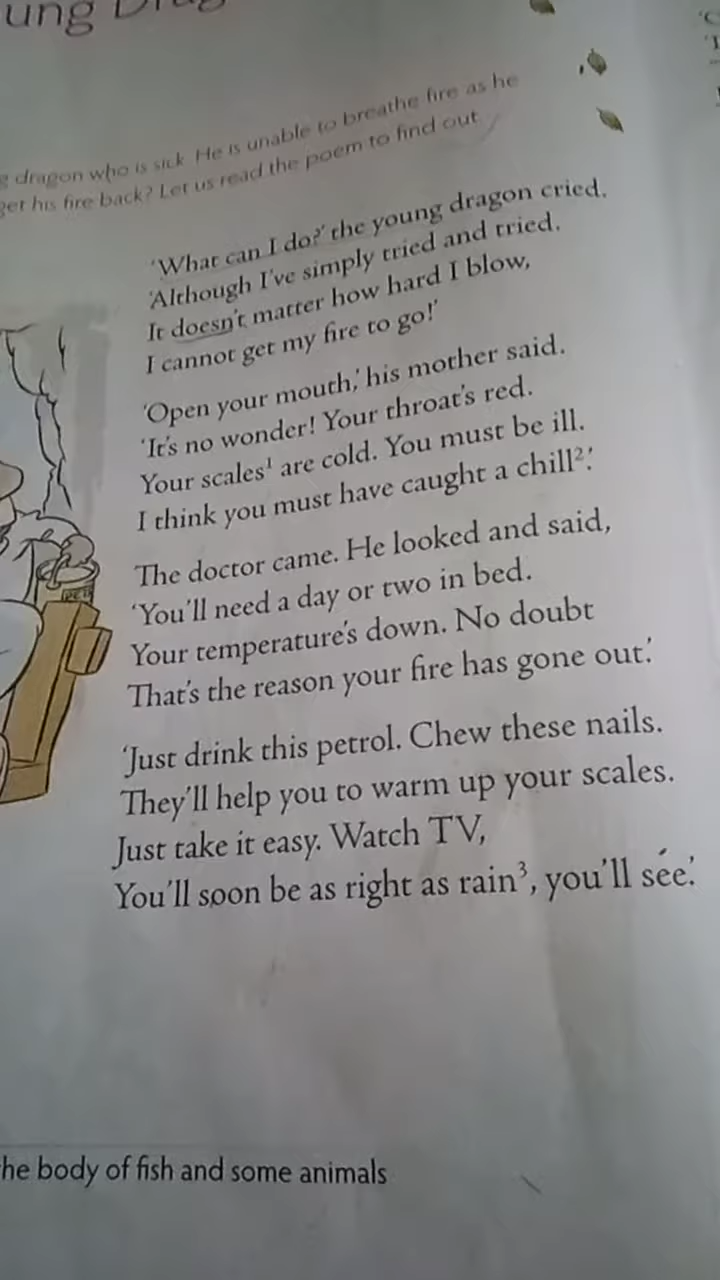 ung Drag
dragon who is sick. He is unable to breathe fire as he
get his fire back? Let us read the poem to find out.
'What can I do?' the young dragon cried.
'Although I've simply tried and tried.
It doesn't matter how hard I blow,
I cannot get my fire to go!'
'Open your mouth,' his mother said.
'It's no wonder! Your throat's red.
Your scales¹ are cold. You must be ill.
I think you must have caught a chill².'
The doctor came. He looked and said,
'You'll need a day or two in bed.
Your temperature's down. No doubt
That's the reason your fire has gone out.'
'Just drink this petrol. Chew these nails.
They'll help you to warm up your scales.
Just take it easy. Watch TV,
You'll soon be as right as rain³, you'll see.'
he body of fish and some animals